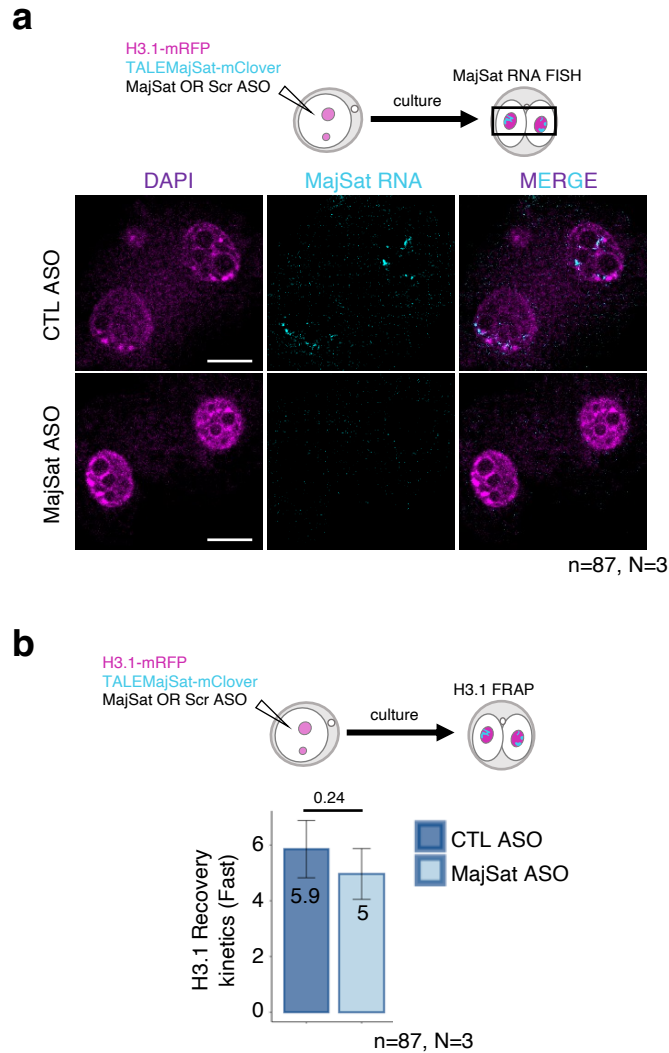 a
H3.1-mRFP
TALEMajSat-mClover
MajSat OR Scr ASO
culture
MajSat RNA FISH
DAPI
MajSat RNA
MERGE
CTL ASO
MajSat ASO
n=87, N=3
b
H3.1-mRFP
TALEMajSat-mClover
MajSat OR Scr ASO
culture
H3.1 FRAP
0.24
H3.1 Recovery
kinetics (Fast)
6
4
2
0
5.9
5
CTL ASO
MajSat ASO
n=87, N=3